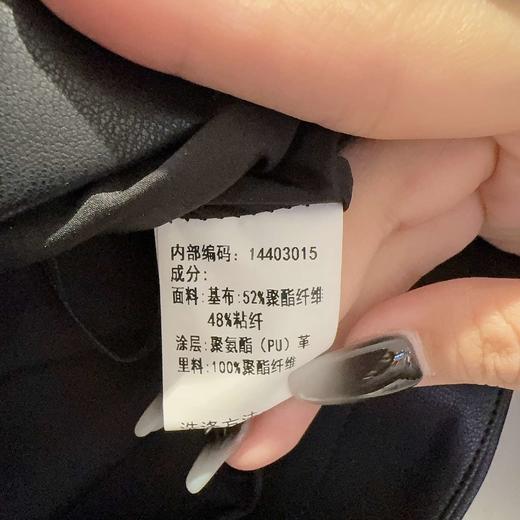 内部编码: 14403015
成分:
面料:基布:52%聚酯纤维
48%粘纤
涂层:聚氨酯（PU）革
里料:100%聚酯纤维